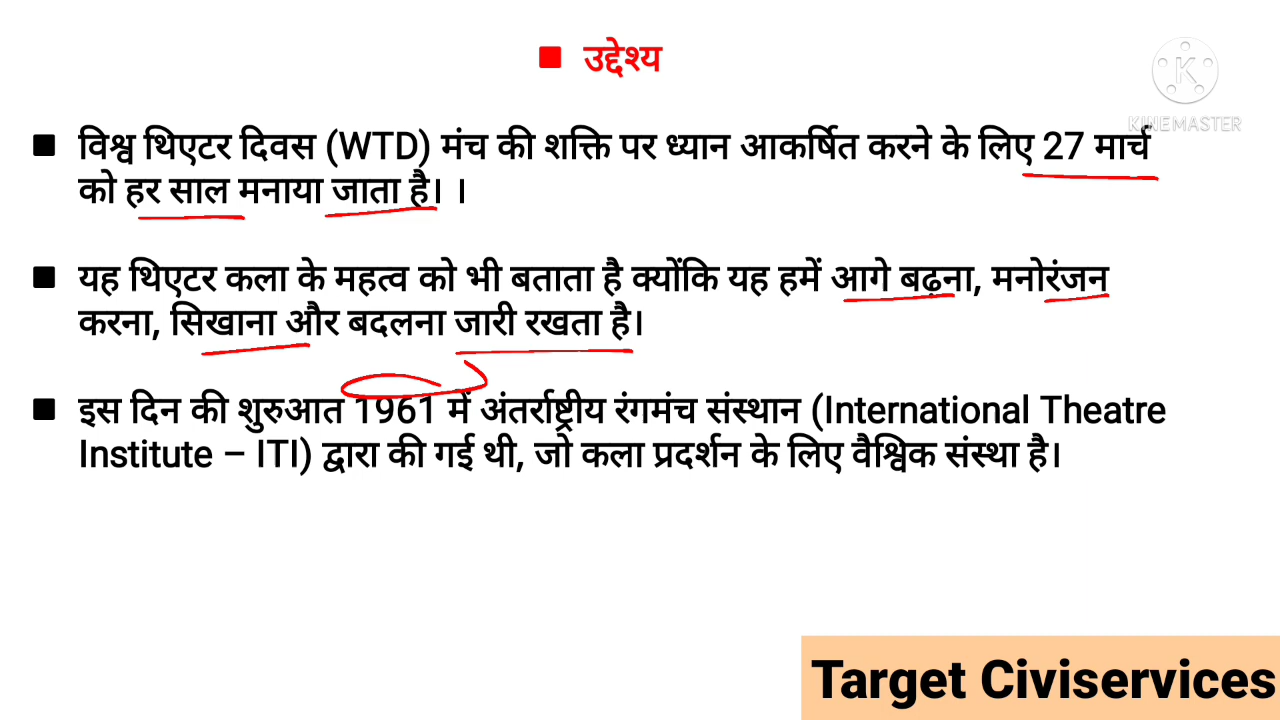 ■ उद्देश्य
K
KINEMASTER
■ विश्व थिएटर दिवस (WTD) मंच की शक्ति पर ध्यान आकर्षित करने के लिए 27 मार्च
को हर साल मनाया जाता है। ।
■ यह थिएटर कला के महत्व को भी बताता है क्योंकि यह हमें आगे बढ़ना, मनोरंजन
करना, सिखाना और बदलना जारी रखता है।
■ इस दिन की शुरुआत 1961 में अंतर्राष्ट्रीय रंगमंच संस्थान (International Theatre
Institute – ITI) द्वारा की गई थी, जो कला प्रदर्शन के लिए वैश्विक संस्था है।
Target Civiservices